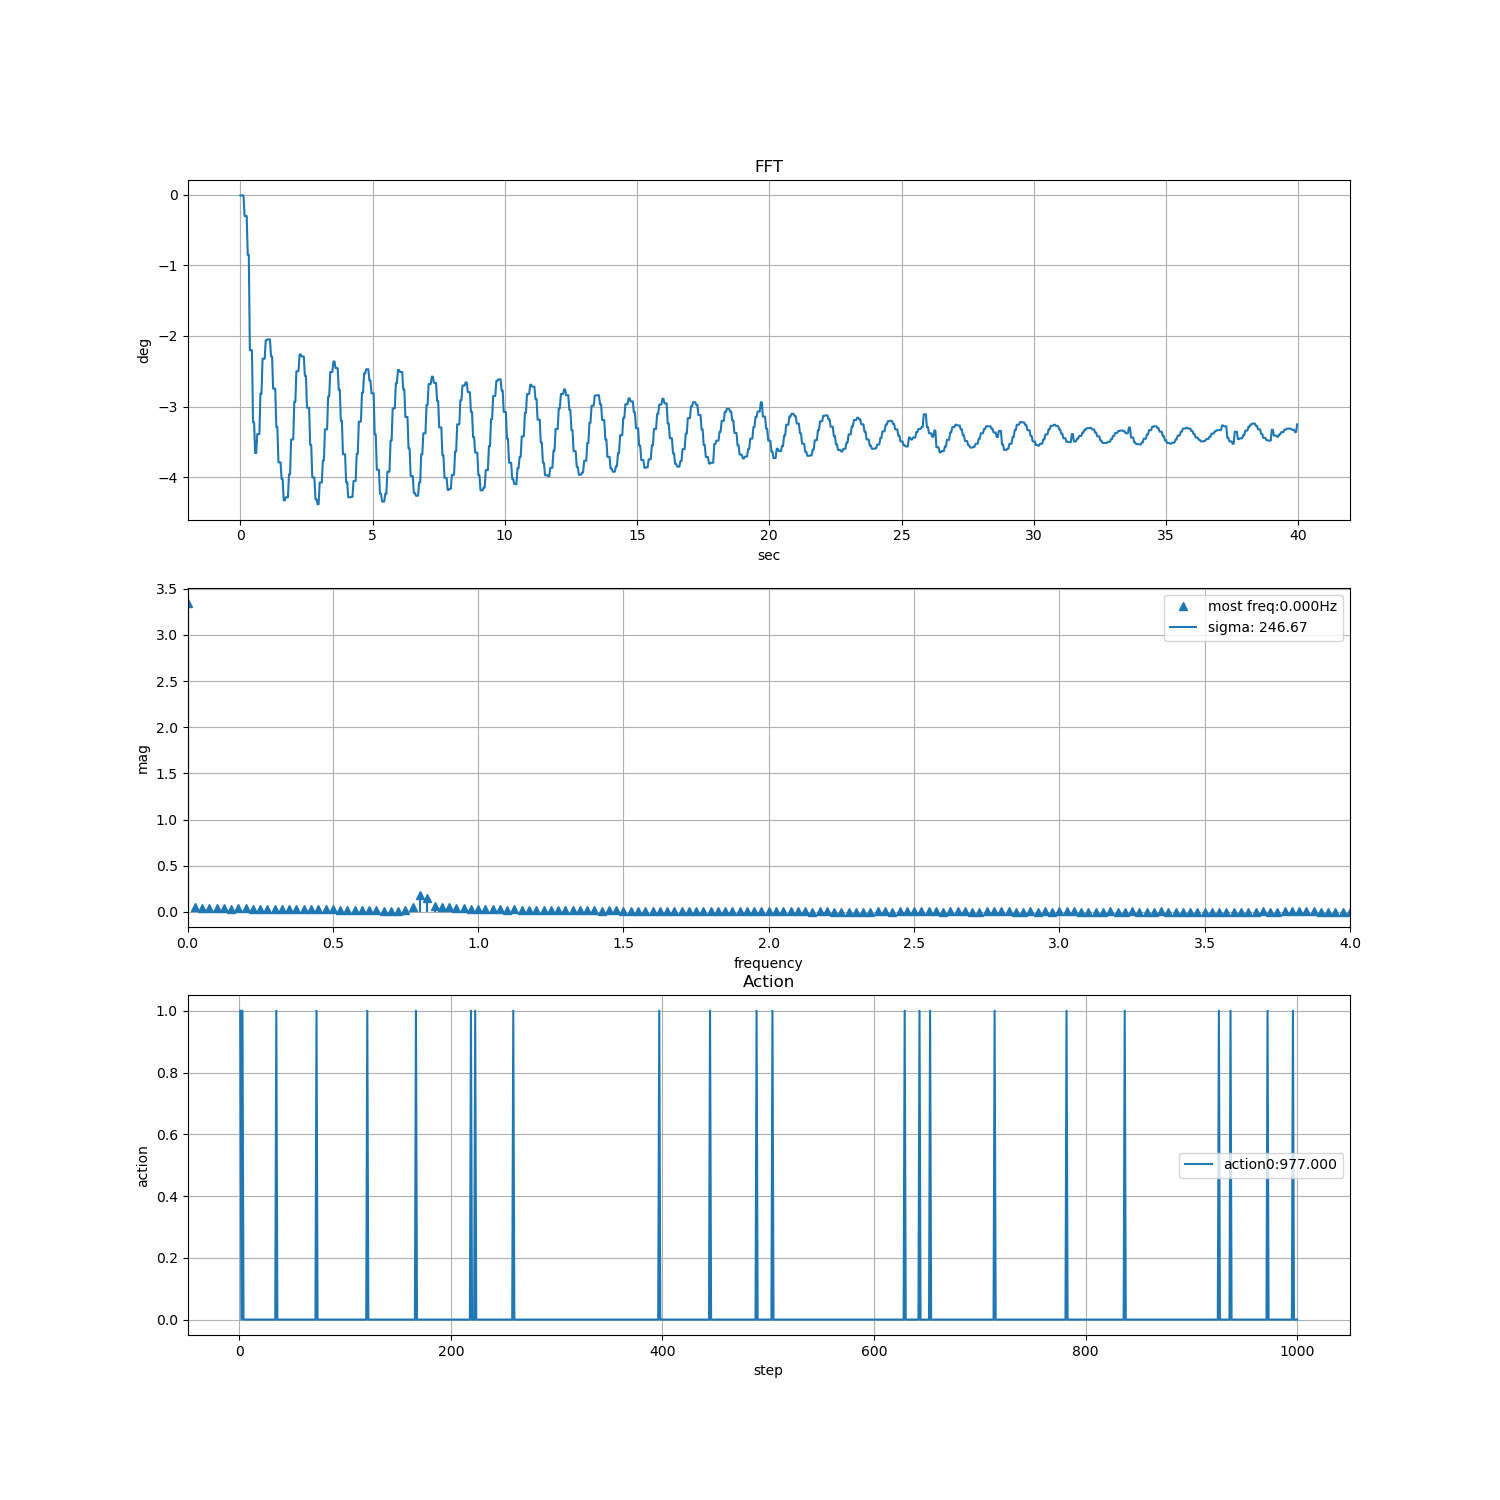 FFT
0
−1
−2
−3
−4
deg
0 5 10 15 20 25 30 35 40
sec
3.5
3.0
2.5
2.0
1.5
1.0
0.5
0.0
mag
most freq:0.000Hz
sigma: 246.67
0.0 0.5 1.0 1.5 2.0 2.5 3.0 3.5 4.0
frequency
Action
1.0
0.8
0.6
0.4
0.2
0.0
action
action0:977.000
0 200 400 600 800 1000
step